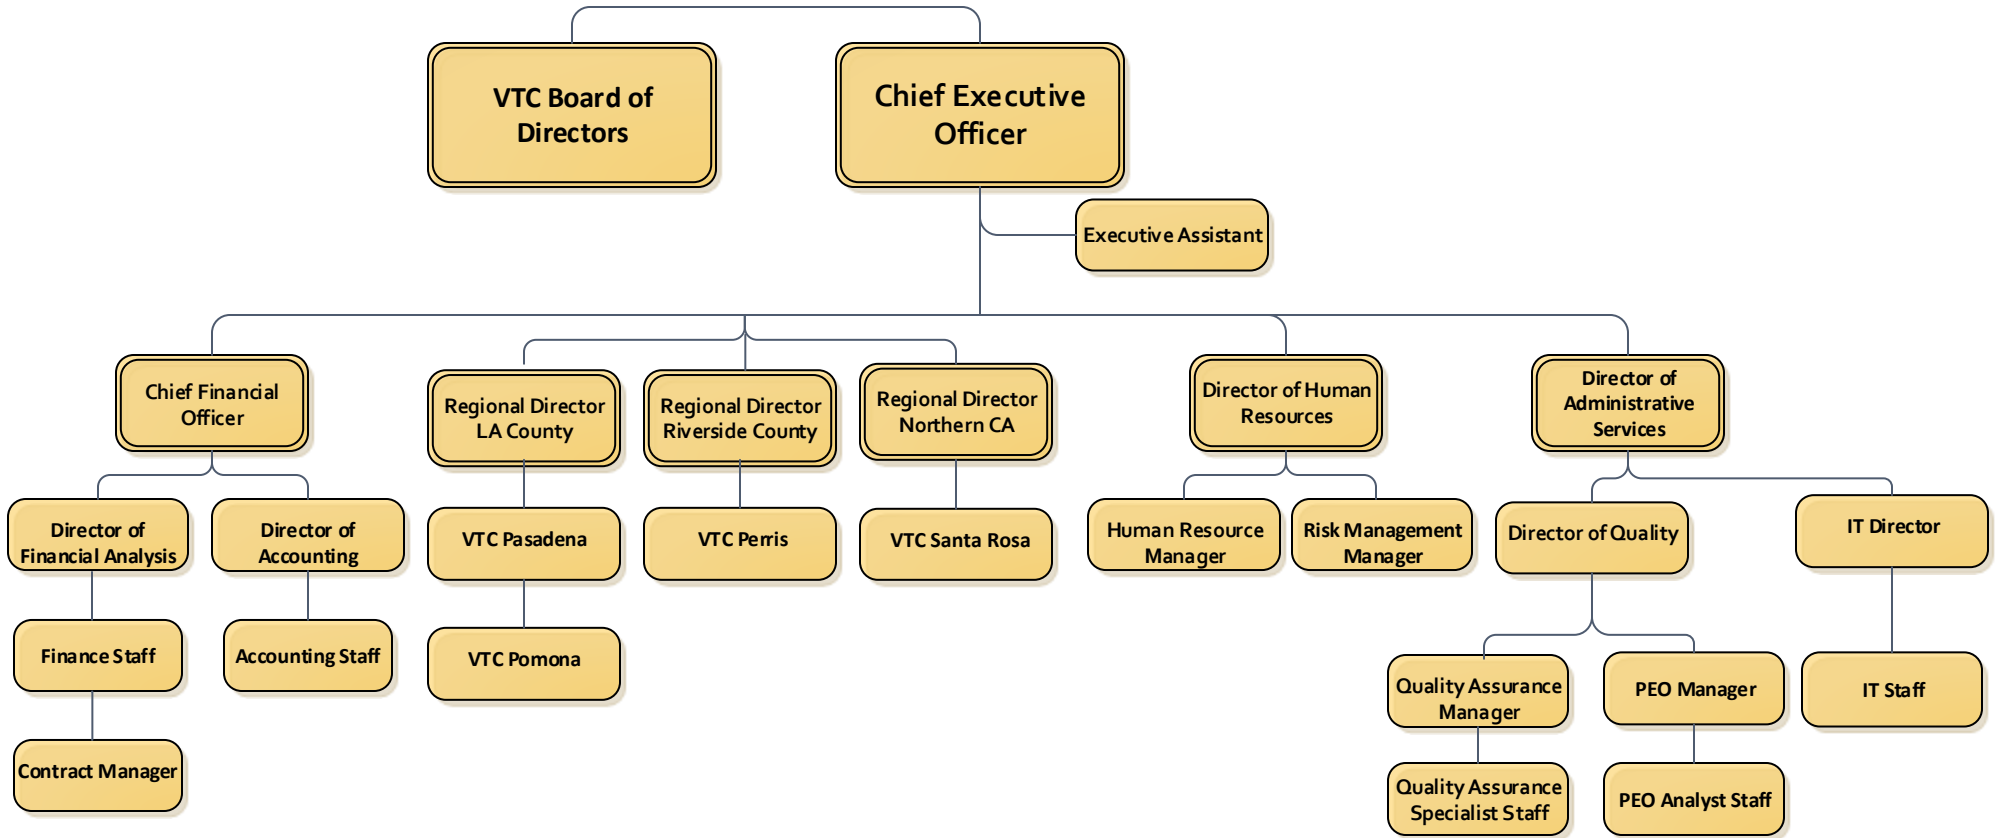 VTC Board of
Directors
Chief Executive
Officer
Executive Assistant
Chief Financial
Officer
Regional Director
LA County
Regional Director
Riverside County
Regional Director
Northern CA
Director of Human
Resources
Director of
Administrative
Services
Director of
Financial Analysis
Director of
Accounting
VTC Pasadena
VTC Perris
VTC Santa Rosa
Human Resource
Manager
Risk Management
Manager
Director of Quality
IT Director
Finance Staff
Accounting Staff
VTC Pomona
Quality Assurance
Manager
PEO Manager
IT Staff
Contract Manager
Quality Assurance
Specialist Staff
PEO Analyst Staff